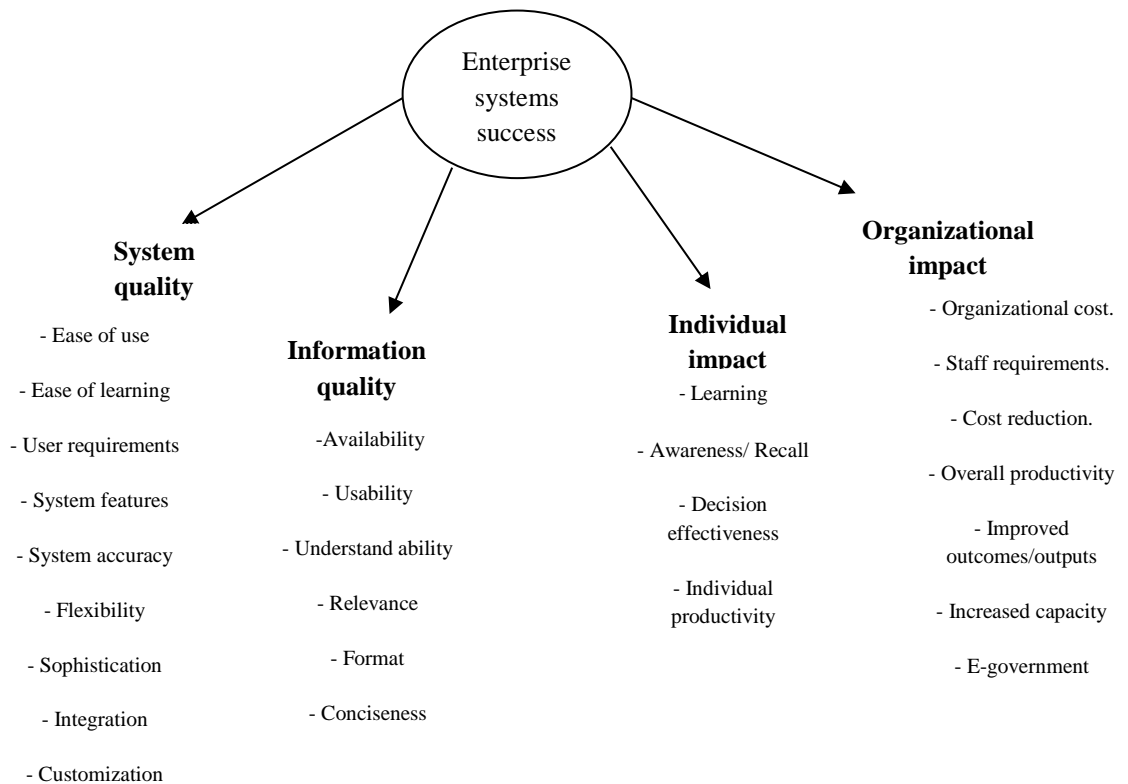 Enterprise
systems
success
System
quality
- Ease of use
- Ease of learning
- User requirements
- System features
- System accuracy
- Flexibility
- Sophistication
- Integration
- Customization
Information
quality
-Availability
- Usability
- Understand ability
- Relevance
- Format
- Conciseness
Individual
impact
- Learning
- Awareness/ Recall
- Decision
effectiveness
- Individual
productivity
Organizational
impact
- Organizational cost.
- Staff requirements.
- Cost reduction.
- Overall productivity
- Improved
outcomes/outputs
- Increased capacity
- E-government